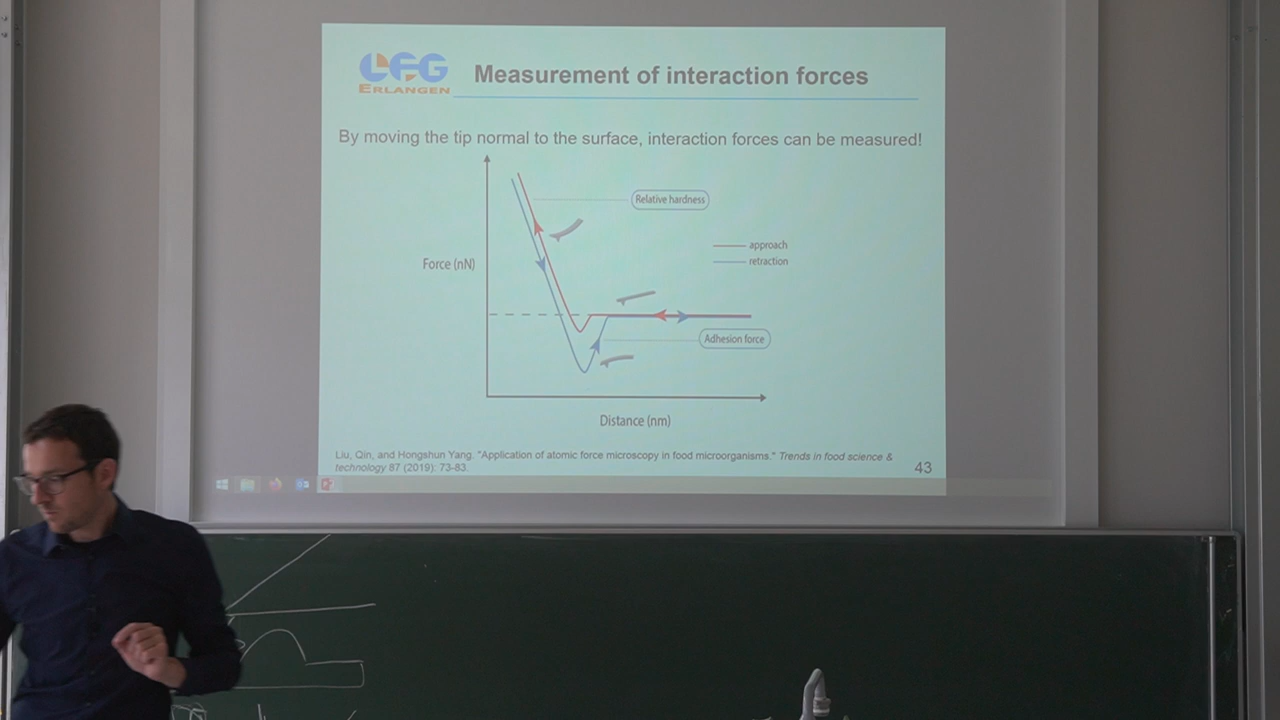 LFG
ERLANGEN
Measurement of interaction forces
By moving the tip normal to the surface, interaction forces can be measured!
Relative hardness
approach
retraction
Force (nN)
Adhesion force
Distance (nm)
Liu, Qin, and Hongshun Yang. "Application of atomic force microscopy in food microorganisms." Trends in food science &
technology 87 (2019): 73-83.
43